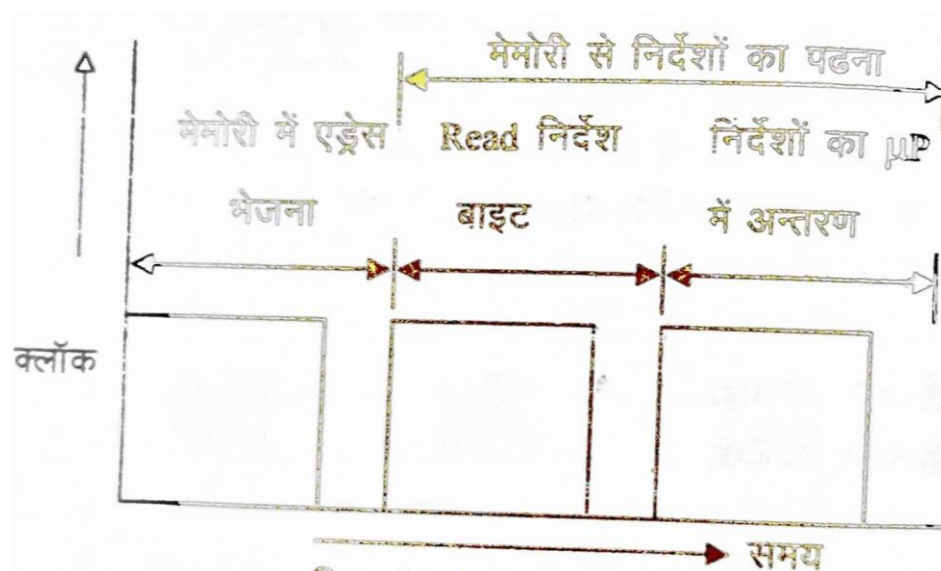 मेमोरी से निर्देशों का पढना
मेमोरी में एड्रेस
भेजना
Read निर्देश
बाइट
निर्देशों का μp
में अन्तरण
क्लॉक
समय